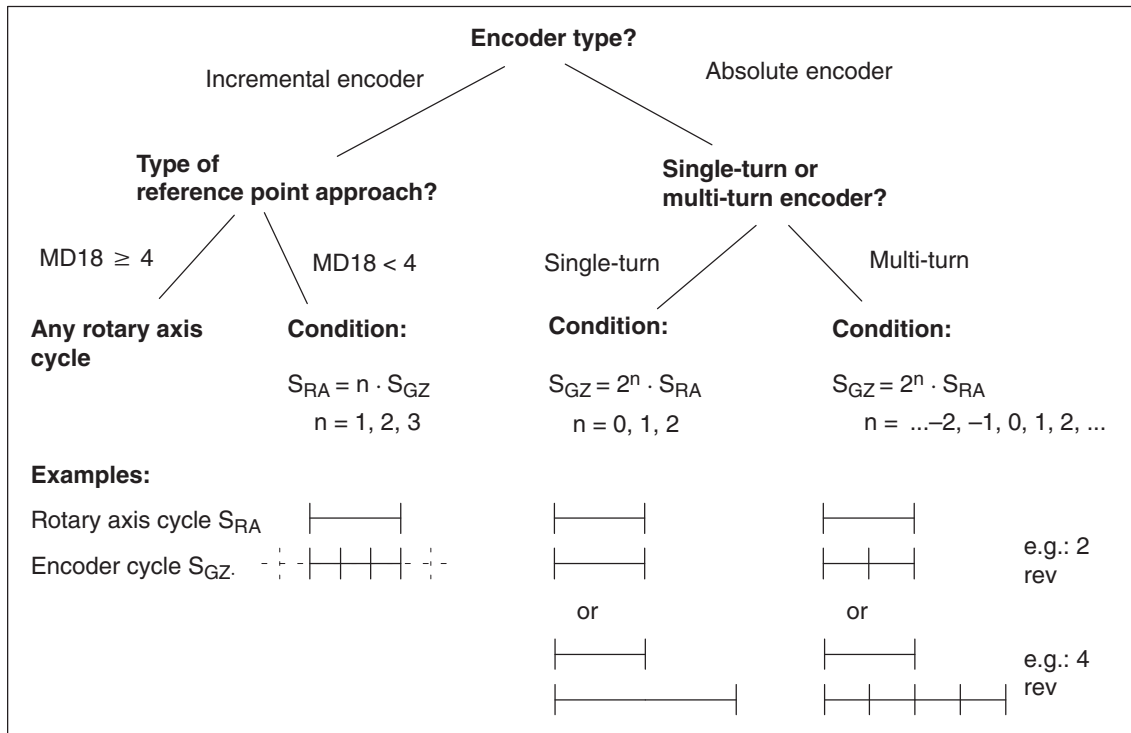 Encoder type?
Incremental encoder
Absolute encoder
Type of
reference point approach?
Single-turn or
multi-turn encoder?
MD18 ≥ 4
MD18 < 4
Single-turn
Multi-turn
Any rotary axis
cycle
Condition:
S_RA = n · S_GZ
n = 1, 2, 3
Condition:
S_GZ = 2^n · S_RA
n = 0, 1, 2
Condition:
S_GZ = 2^n · S_RA
n = ...–2, –1, 0, 1, 2, ...
Examples:
Rotary axis cycle S_RA
Encoder cycle S_GZ.
e.g.: 2
rev
or
or
e.g.: 4
rev